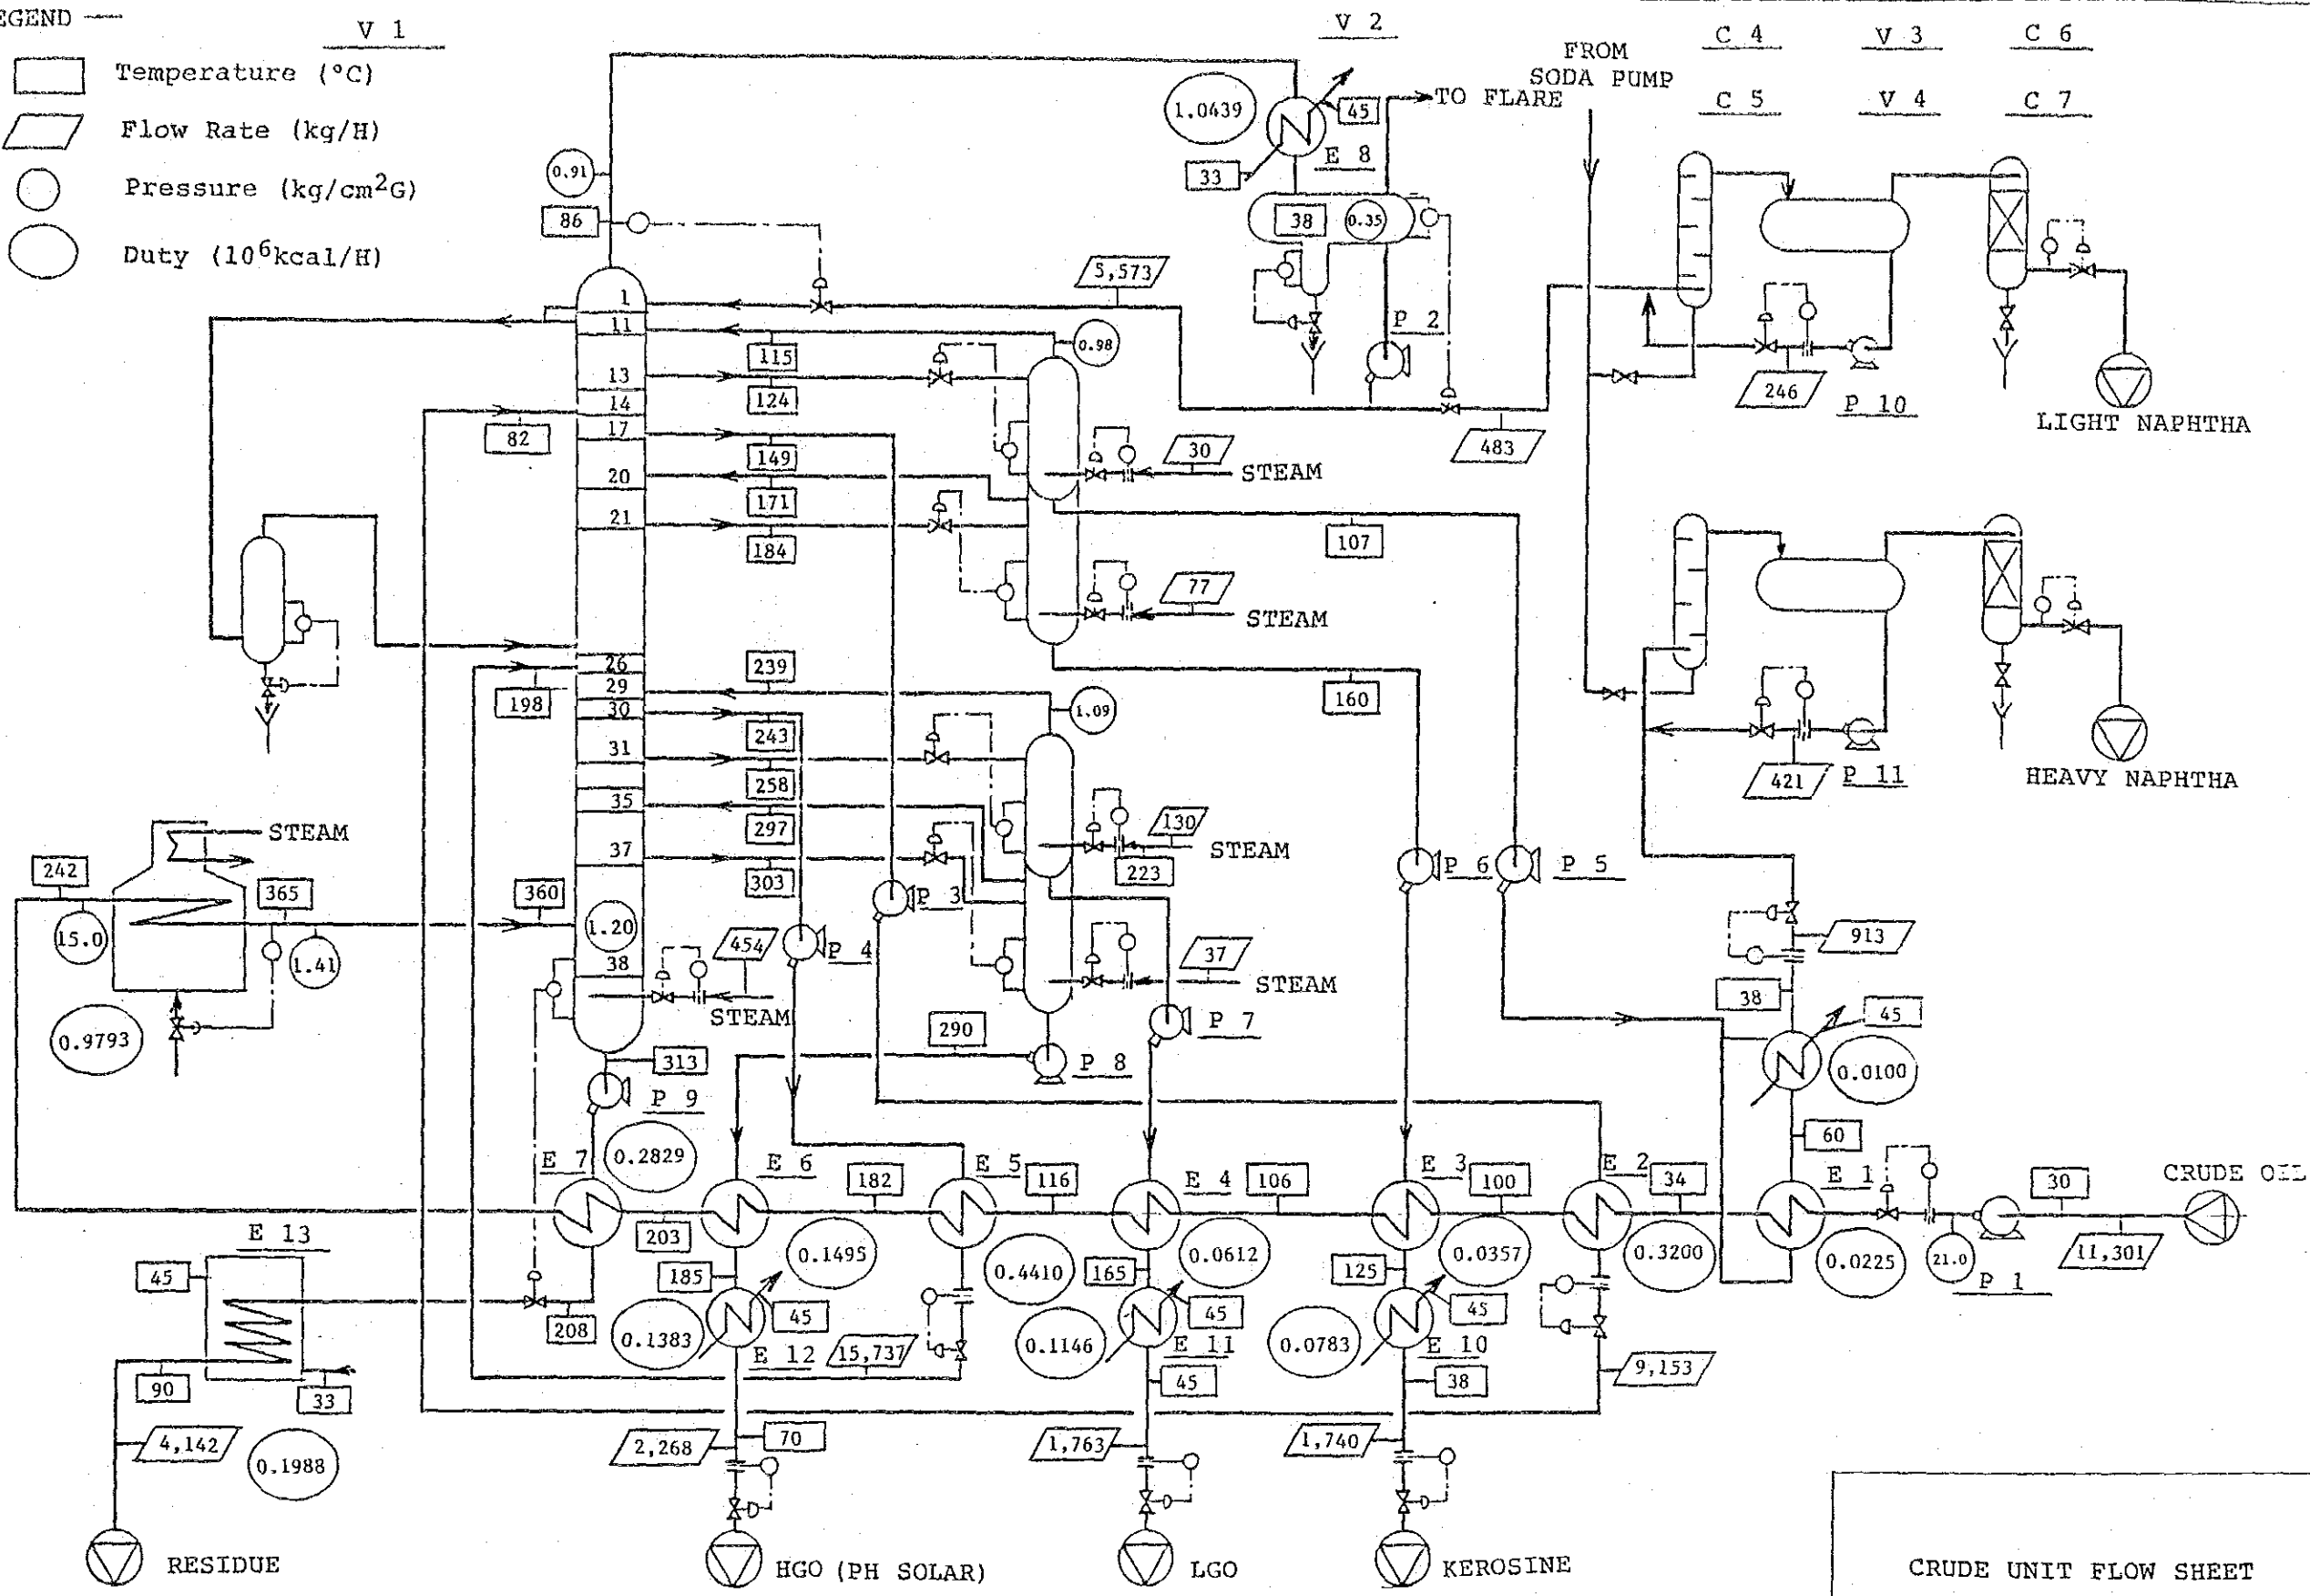 EGEND
V 1
Temperature (°C)
Flow Rate (kg/H)
Pressure (kg/cm²G)
Duty (10⁶kcal/H)
V 2
FROM
SODA PUMP
C 4
V 3
C 6
C 5
V 4
C 7
1.0439
45
TO FLARE
E 8
33
0.91
86
38
0.35
5,573
P 2
1
11
115
0.98
13
124
14
82
17
149
20
171
21
184
30
STEAM
77
STEAM
107
483
246
P 10
LIGHT NAPHTHA
160
26
198
239
29
30
243
1.09
31
258
35
297
37
303
130
STEAM
223
421
P 11
HEAVY NAPHTHA
STEAM
242
15.0
365
1.41
360
1.20
38
454
STEAM
0.9793
P 3
P 4
37
STEAM
P 6
P 5
P 7
P 8
290
313
P 9
913
38
45
0.0100
60
E 7
0.2829
E 6
182
E 5
116
E 4
106
E 3
100
E 2
34
E 1
30
CRUDE OIL
203
0.1495
0.4410
0.0612
0.0357
0.3200
0.0225
21.0
P 1
11,301
E 13
45
208
90
33
4,142
0.1988
185
0.1383
45
E 12
15,737
165
0.1146
45
E 11
125
0.0783
45
E 10
9,153
45
38
2,268
70
1,763
1,740
RESIDUE
HGO (PH SOLAR)
LGO
KEROSINE
CRUDE UNIT FLOW SHEET